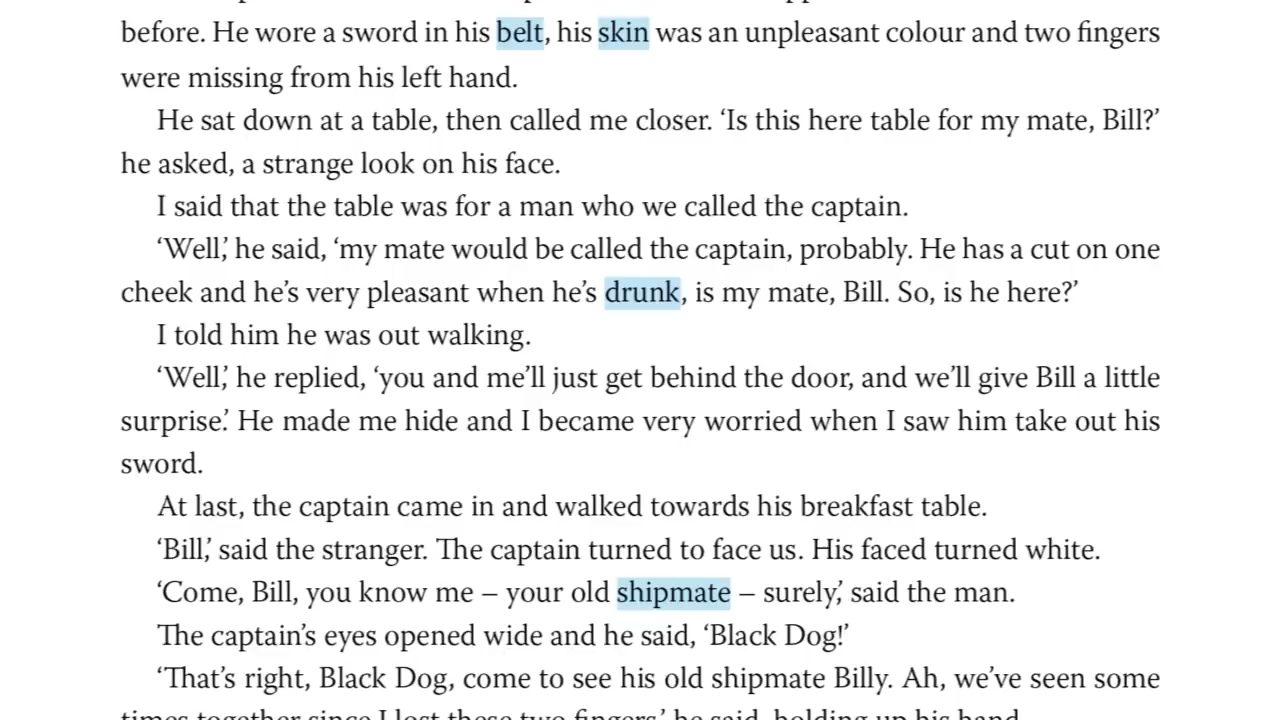 before. He wore a sword in his belt, his skin was an unpleasant colour and two fingers
were missing from his left hand.
He sat down at a table, then called me closer. ‘Is this here table for my mate, Bill?’
he asked, a strange look on his face.
I said that the table was for a man who we called the captain.
‘Well,’ he said, ‘my mate would be called the captain, probably. He has a cut on one
cheek and he’s very pleasant when he’s drunk, is my mate, Bill. So, is he here?’
I told him he was out walking.
‘Well,’ he replied, ‘you and me’ll just get behind the door, and we’ll give Bill a little
surprise.’ He made me hide and I became very worried when I saw him take out his
sword.
At last, the captain came in and walked towards his breakfast table.
‘Bill,’ said the stranger. The captain turned to face us. His faced turned white.
‘Come, Bill, you know me – your old shipmate – surely,’ said the man.
The captain’s eyes opened wide and he said, ‘Black Dog!’
‘That’s right, Black Dog, come to see his old shipmate Billy. Ah, we’ve seen some
times together since I lost these two fingers,’ he said, holding up his hand.